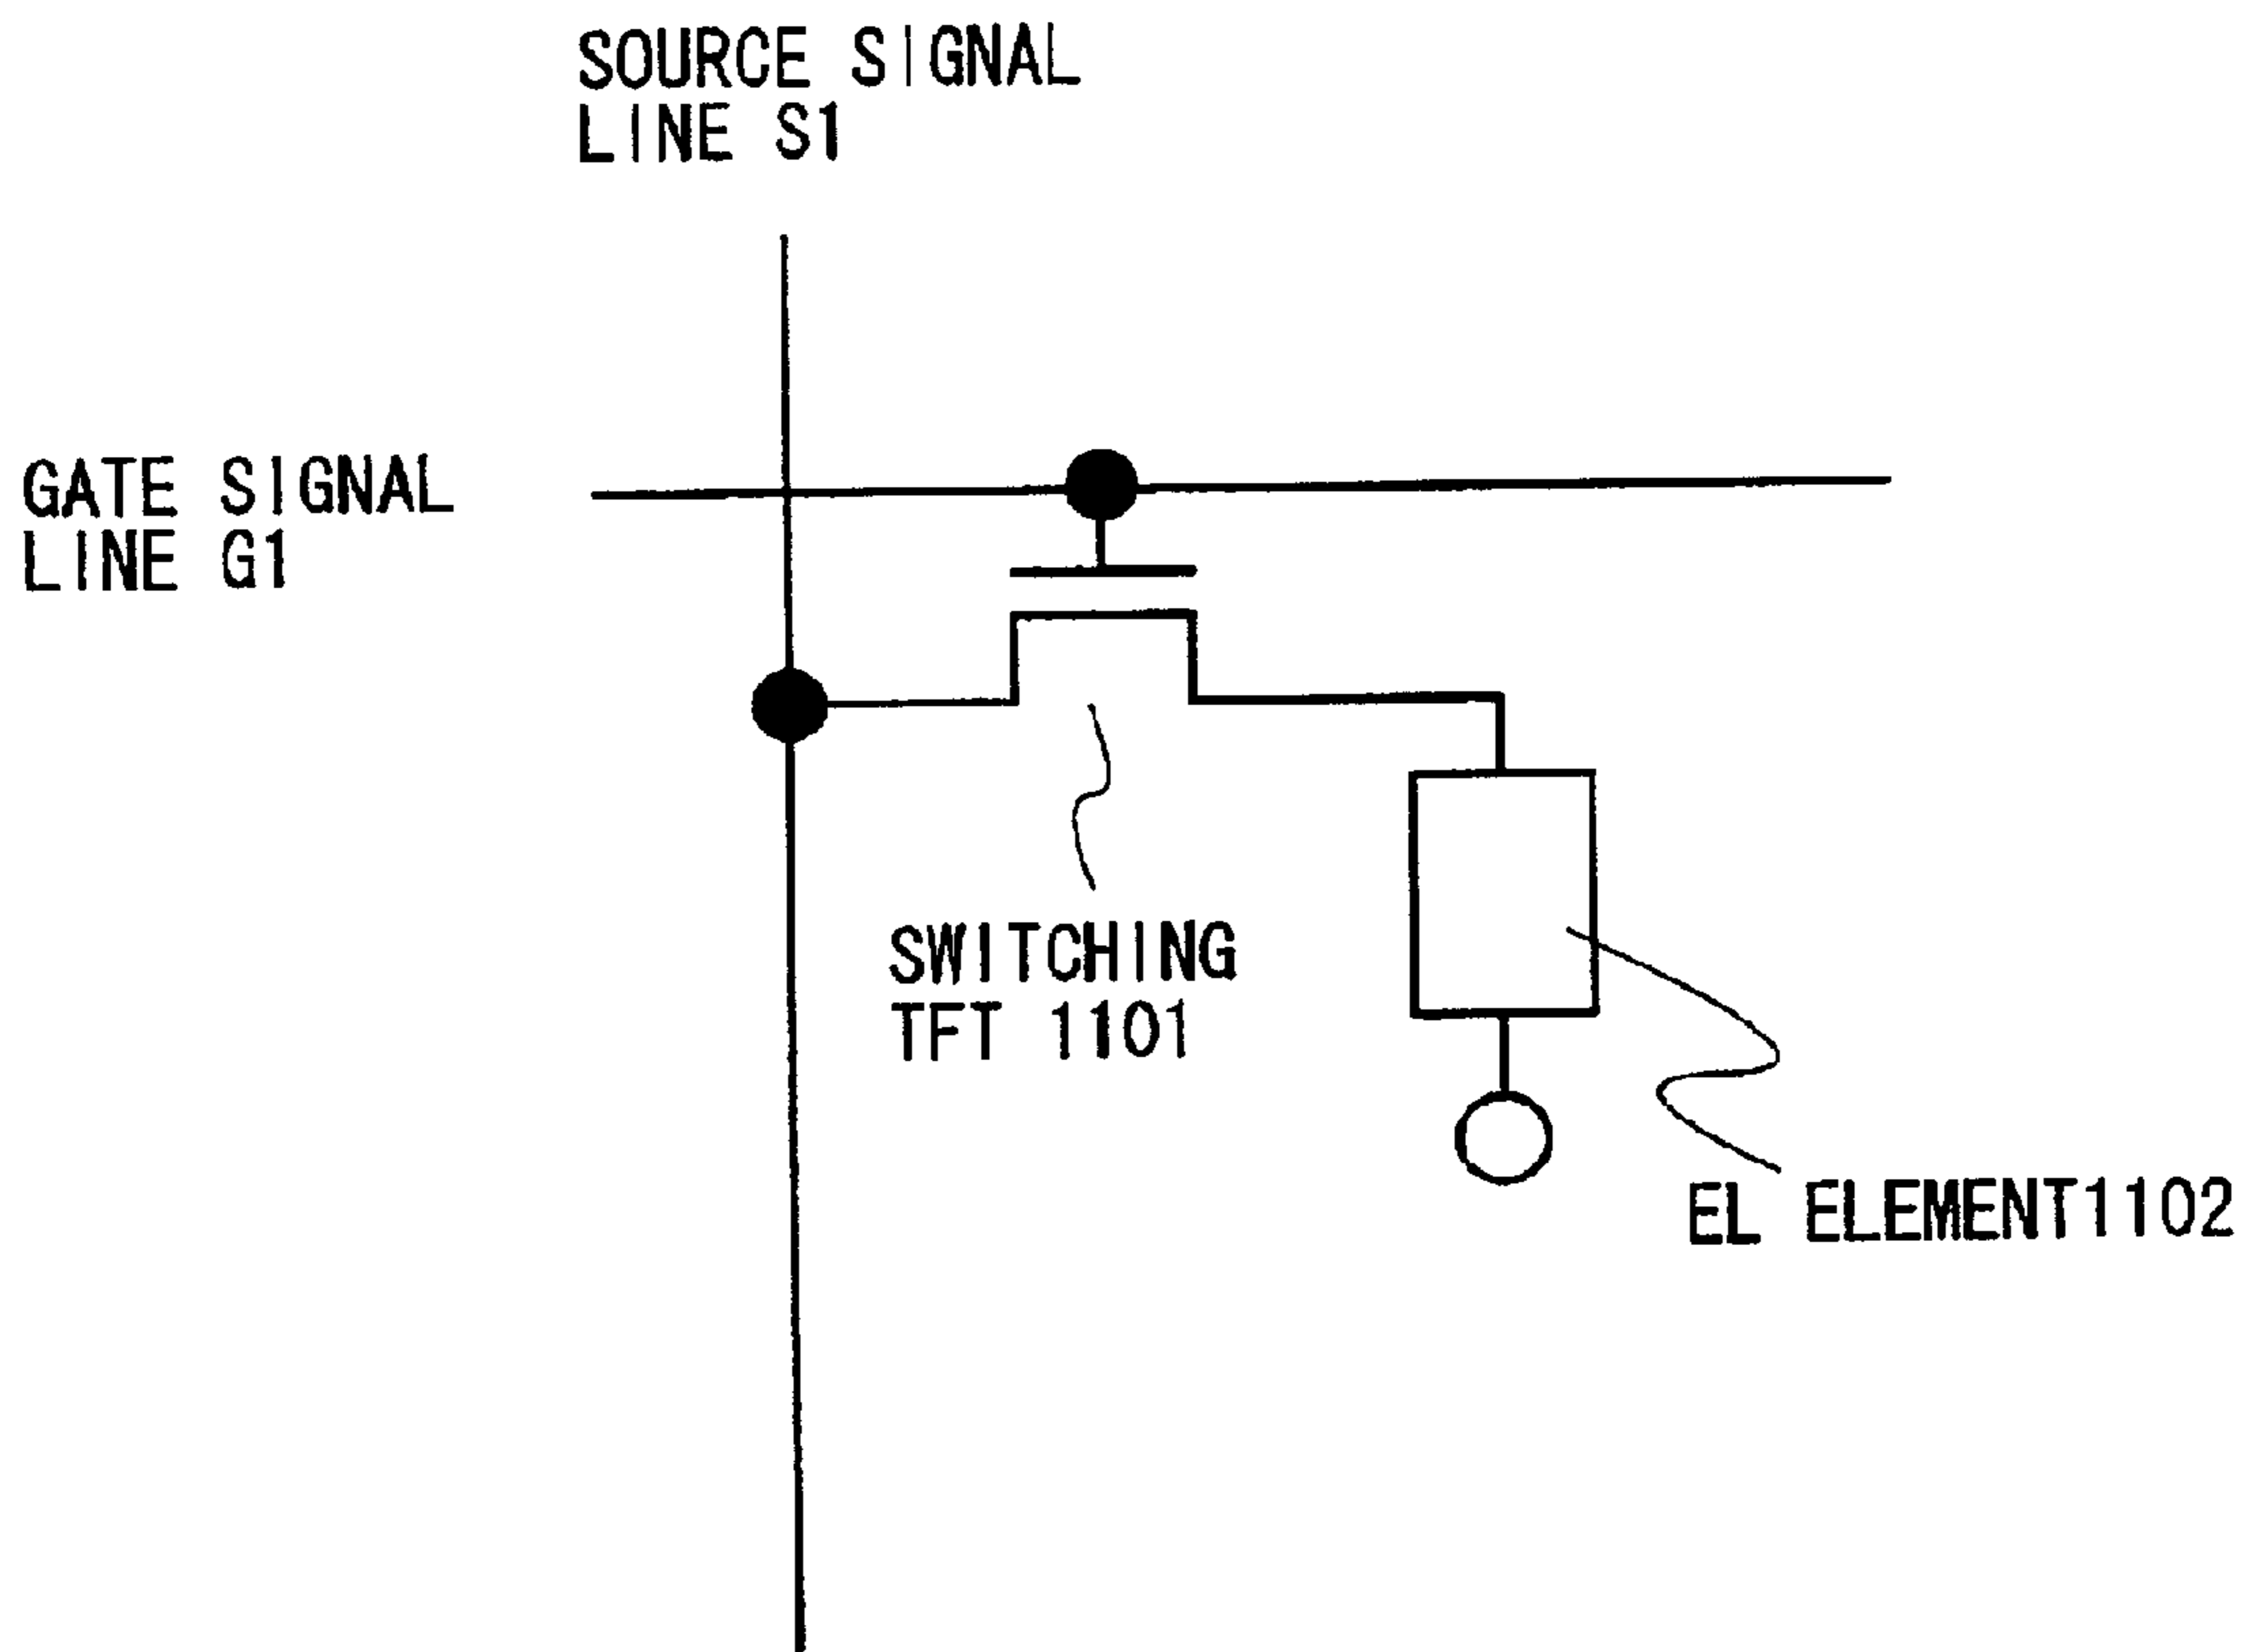 SOURCE SIGNAL
LINE S1
GATE SIGNAL
LINE G1
SWITCHING
TFT 1101
EL ELEMENT1102